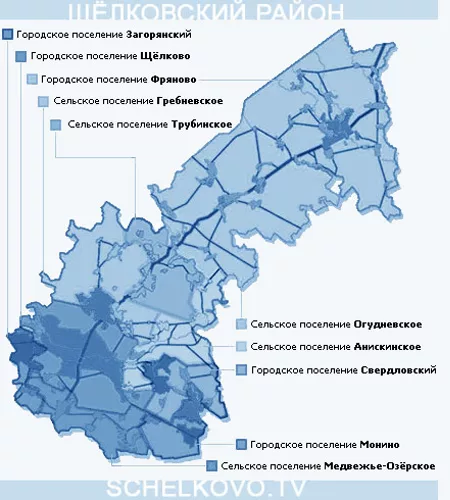 ЩЁЛКОВСКИЙ РАЙОН
Городское поселение Загорянский
Городское поселение Щёлково
Городское поселение Фряново
Сельское поселение Гребневское
Сельское поселение Трубинское
Сельское поселение Огудневское
Сельское поселение Анискинское
Городское поселение Свердловский
Городское поселение Монино
Сельское поселение Медвежье-Озёрское
SCHELKOVO.TV